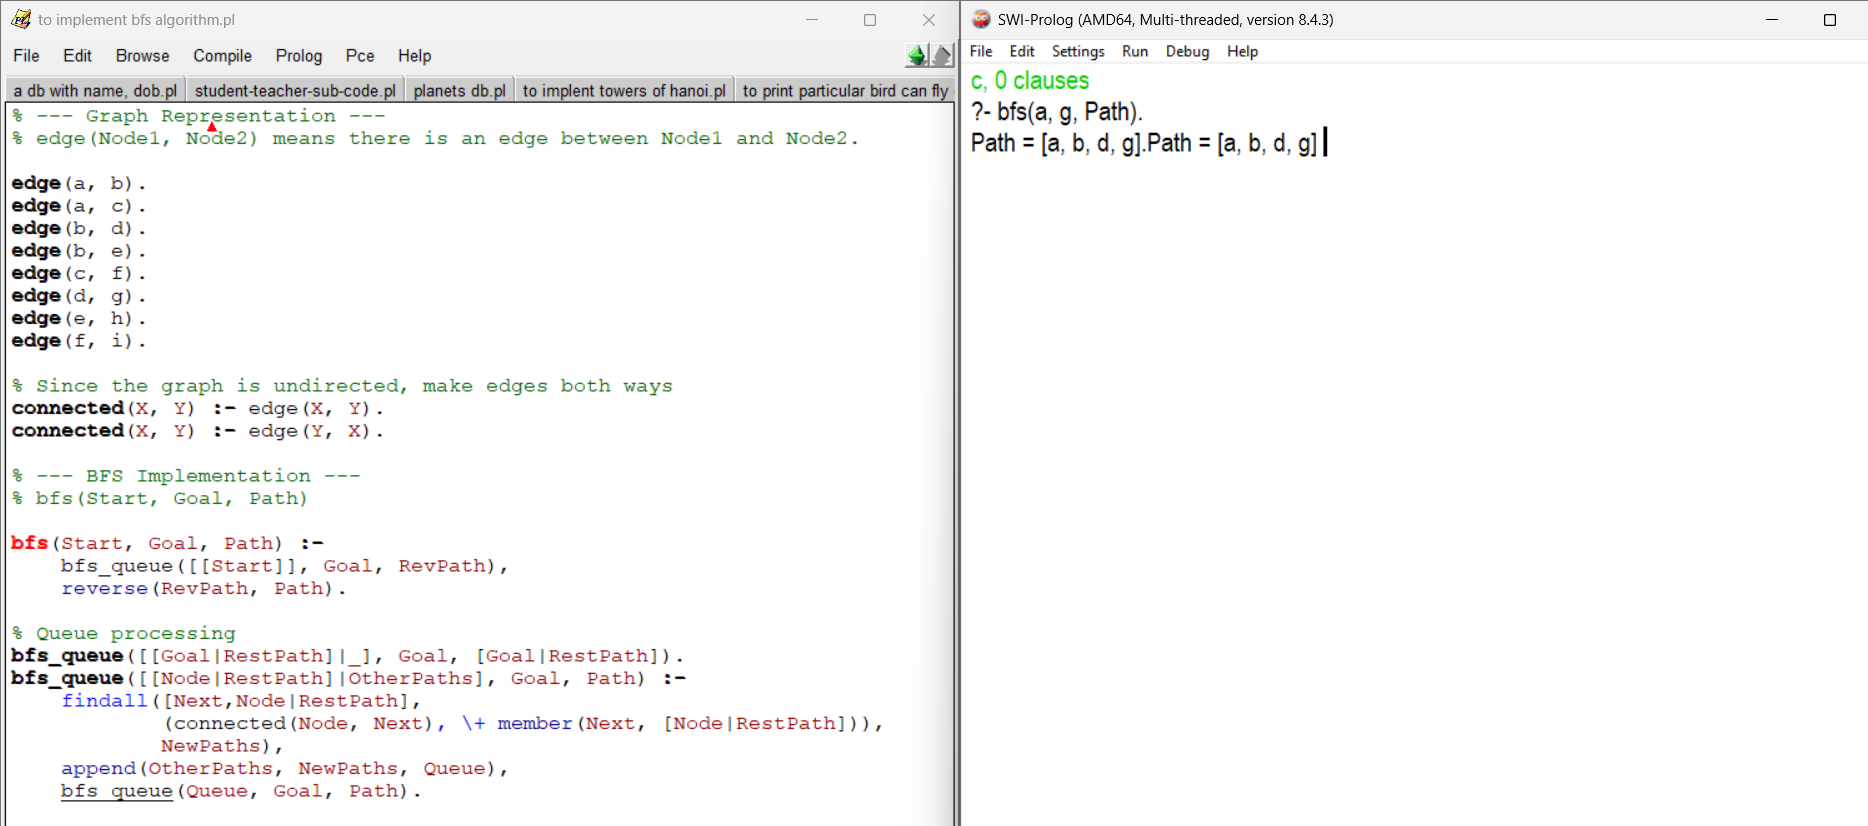 to implement bfs algorithm.pl
File Edit Browse Compile Prolog Pce Help
a db with name, dob.pl student-teacher-sub-code.pl planets db.pl to implent towers of hanoi.pl to print particular bird can fly
% --- Graph Representation ---
% edge(Node1, Node2) means there is an edge between Node1 and Node2.
edge(a, b).
edge(a, c).
edge(b, d).
edge(b, e).
edge(c, f).
edge(d, g).
edge(e, h).
edge(f, i).
% Since the graph is undirected, make edges both ways
connected(X, Y) :- edge(X, Y).
connected(X, Y) :- edge(Y, X).
% --- BFS Implementation ---
% bfs(Start, Goal, Path)
bfs(Start, Goal, Path) :-
    bfs_queue([[Start]], Goal, RevPath),
    reverse(RevPath, Path).
% Queue processing
bfs_queue([[Goal|RestPath]|_], Goal, [Goal|RestPath]).
bfs_queue([[Node|RestPath]|OtherPaths], Goal, Path) :-
    findall([Next,Node|RestPath],
            (connected(Node, Next), \+ member(Next, [Node|RestPath])),
            NewPaths),
    append(OtherPaths, NewPaths, Queue),
    bfs_queue(Queue, Goal, Path).
SWI-Prolog (AMD64, Multi-threaded, version 8.4.3)
File Edit Settings Run Debug Help
c, 0 clauses
?- bfs(a, g, Path).
Path = [a, b, d, g].Path = [a, b, d, g]